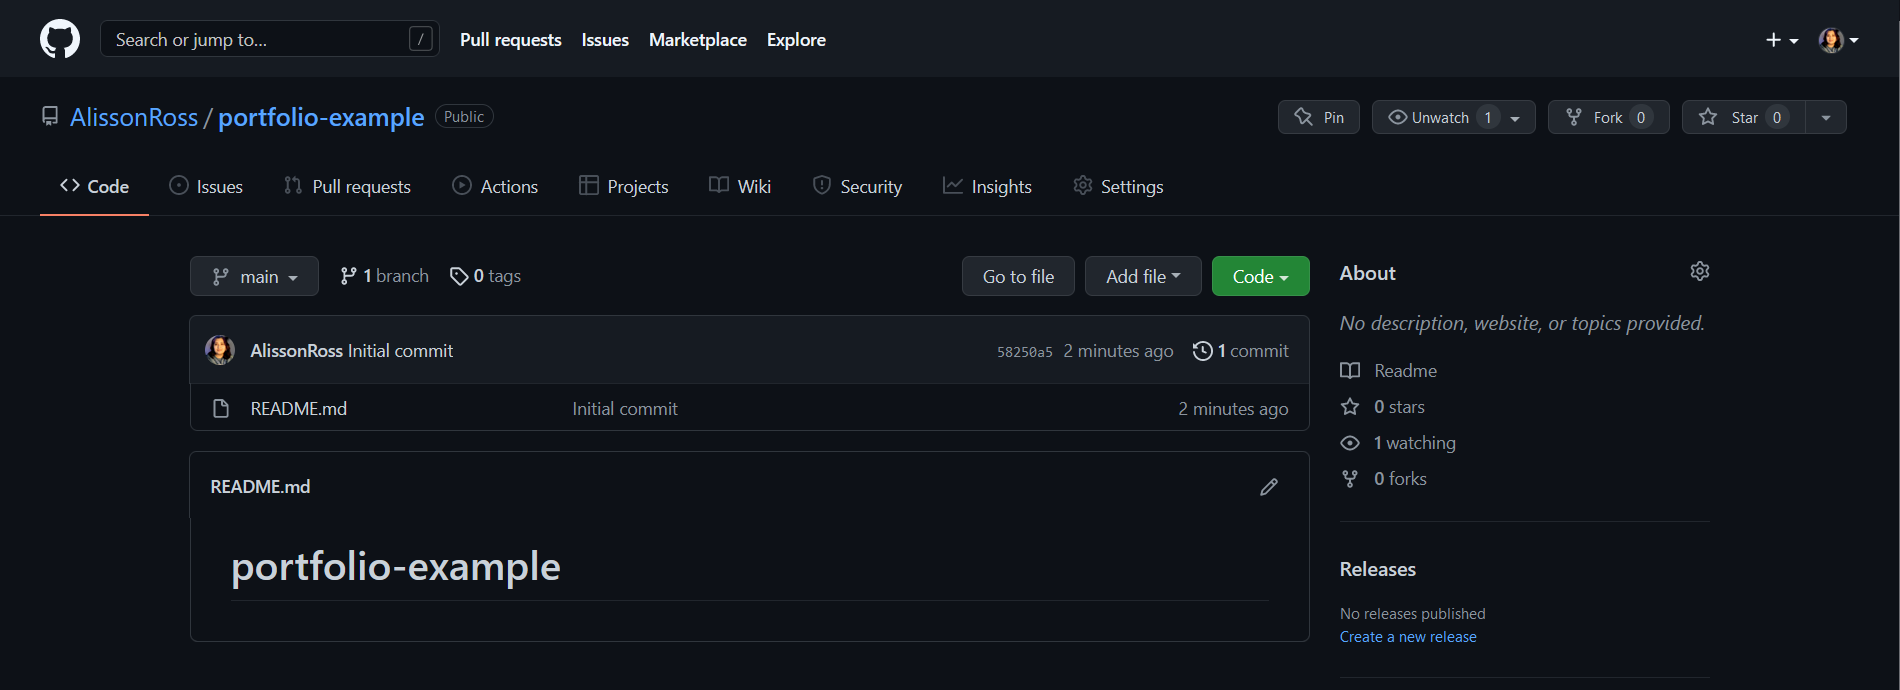 Search or jump to... / Pull requests Issues Marketplace Explore
AlissonRoss / portfolio-example Public Pin Unwatch 1 Fork 0 Star 0
Code Issues Pull requests Actions Projects Wiki Security Insights Settings
main 1 branch 0 tags Go to file Add file Code
AlissonRoss Initial commit 58250a5 2 minutes ago 1 commit
README.md Initial commit 2 minutes ago
README.md
portfolio-example
About
No description, website, or topics provided.
Readme
0 stars
1 watching
0 forks
Releases
No releases published
Create a new release